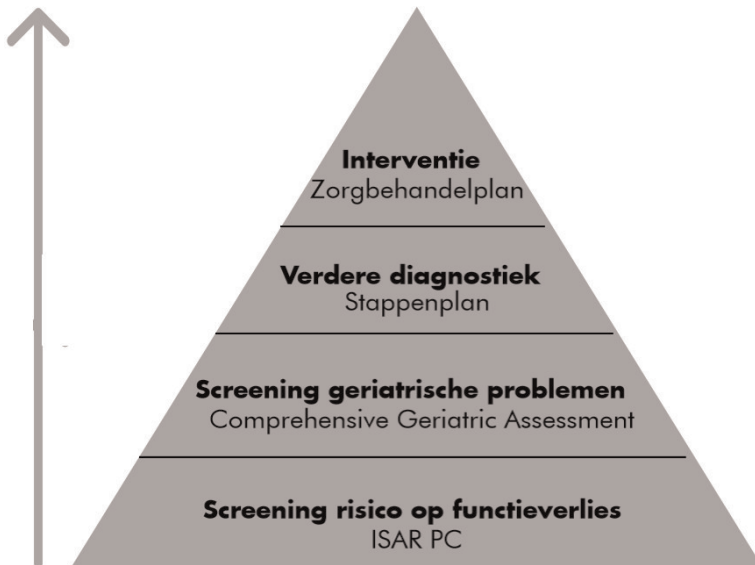 Interventie
Zorgbehandelplan
Verdere diagnostiek
Stappenplan
Screening geriatrische problemen
Comprehensive Geriatric Assessment
Screening risico op functieverlies
ISAR PC